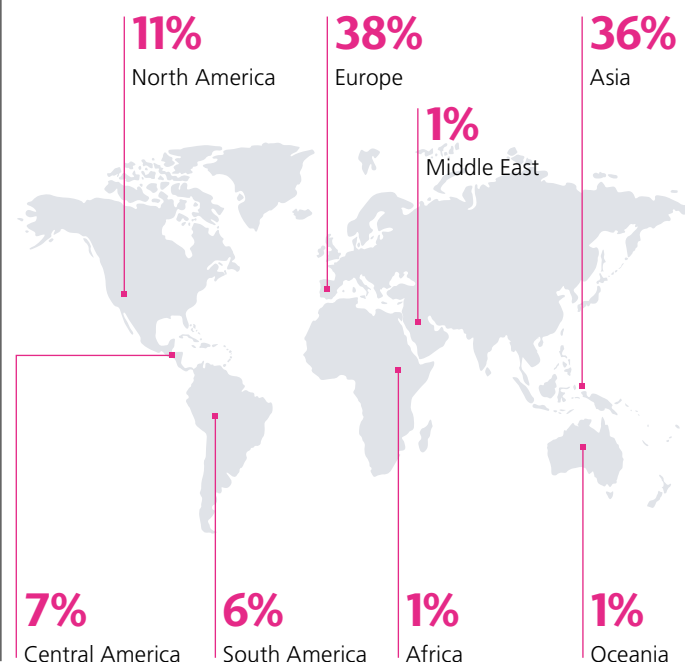 11%
North America
38%
Europe
36%
Asia
1%
Middle East
7%
Central America
6%
South America
1%
Africa
1%
Oceania